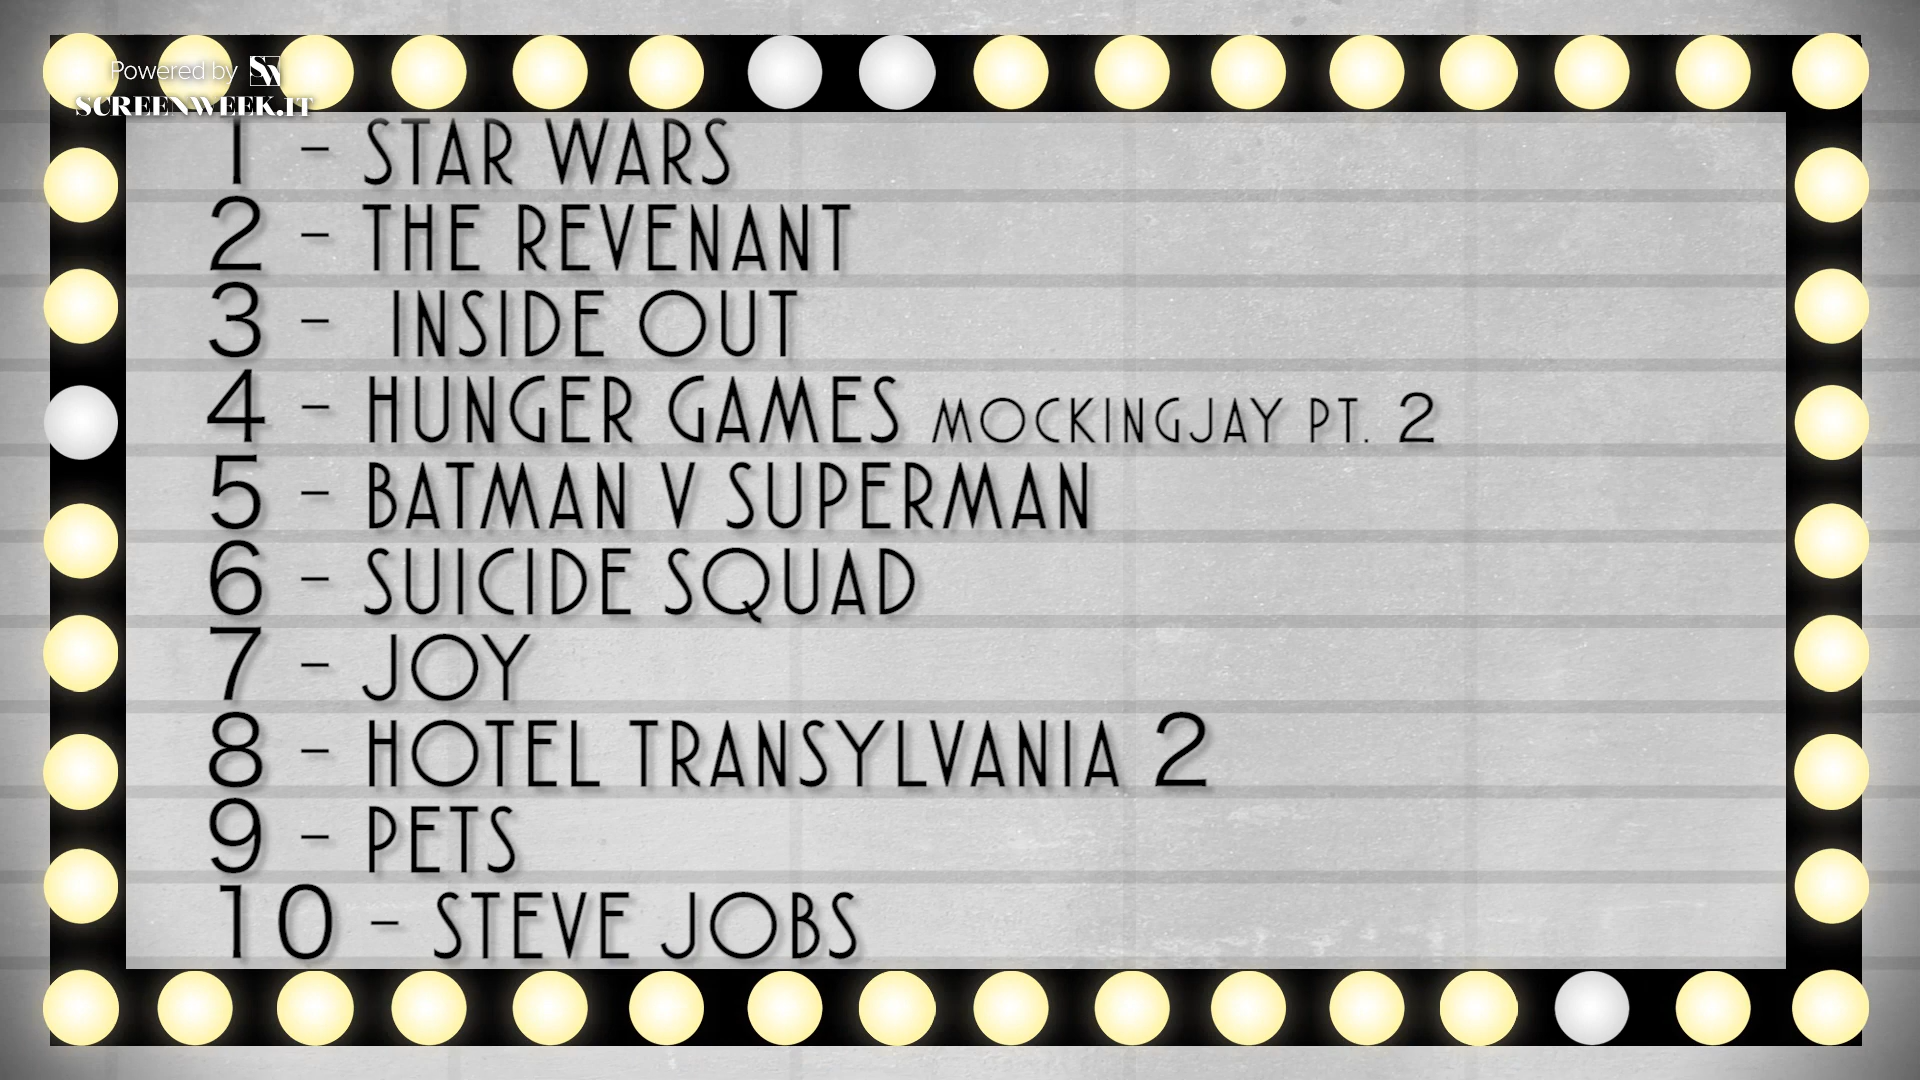 Powered by SW
SCREENWEEK.IT
1 - STAR WARS
2 - THE REVENANT
3 - INSIDE OUT
4 - HUNGER GAMES MOCKINGJAY PT. 2
5 - BATMAN V SUPERMAN
6 - SUICIDE SQUAD
7 - JOY
8 - HOTEL TRANSYLVANIA 2
9 - PETS
10 - STEVE JOBS